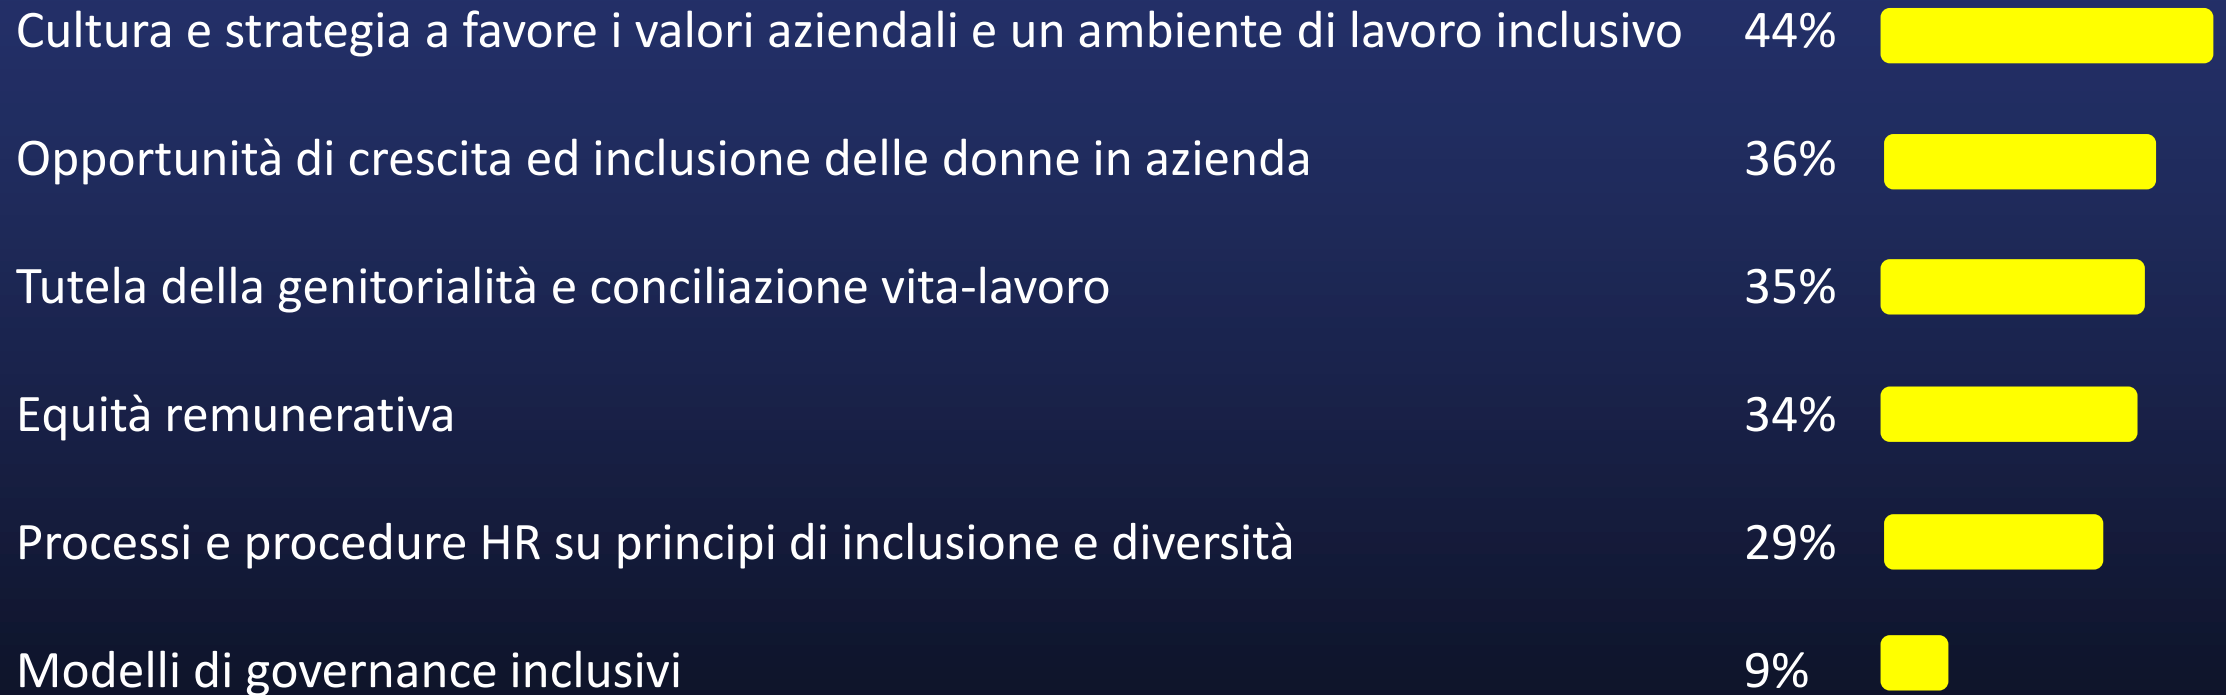 Cultura e strategia a favore i valori aziendali e un ambiente di lavoro inclusivo 44%
Opportunità di crescita ed inclusione delle donne in azienda 36%
Tutela della genitorialità e conciliazione vita-lavoro 35%
Equità remunerativa 34%
Processi e procedure HR su principi di inclusione e diversità 29%
Modelli di governance inclusivi 9%